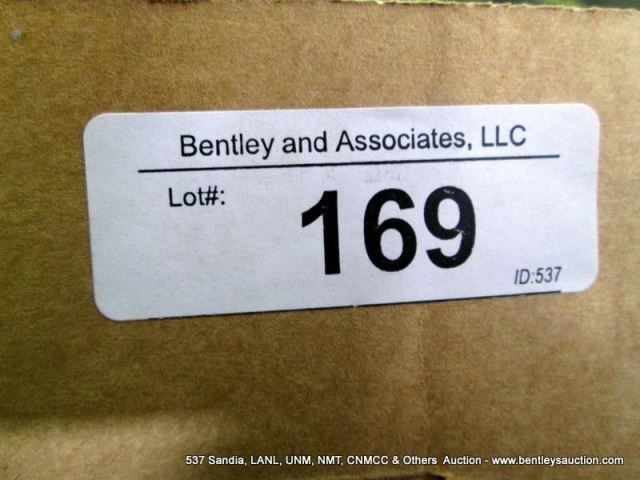 Bentley and Associates, LLC
Lot#:
169
ID:537
537 Sandia, LANL, UNM, NMT, CNMCC & Others  Auction - www.bentleysauction.com